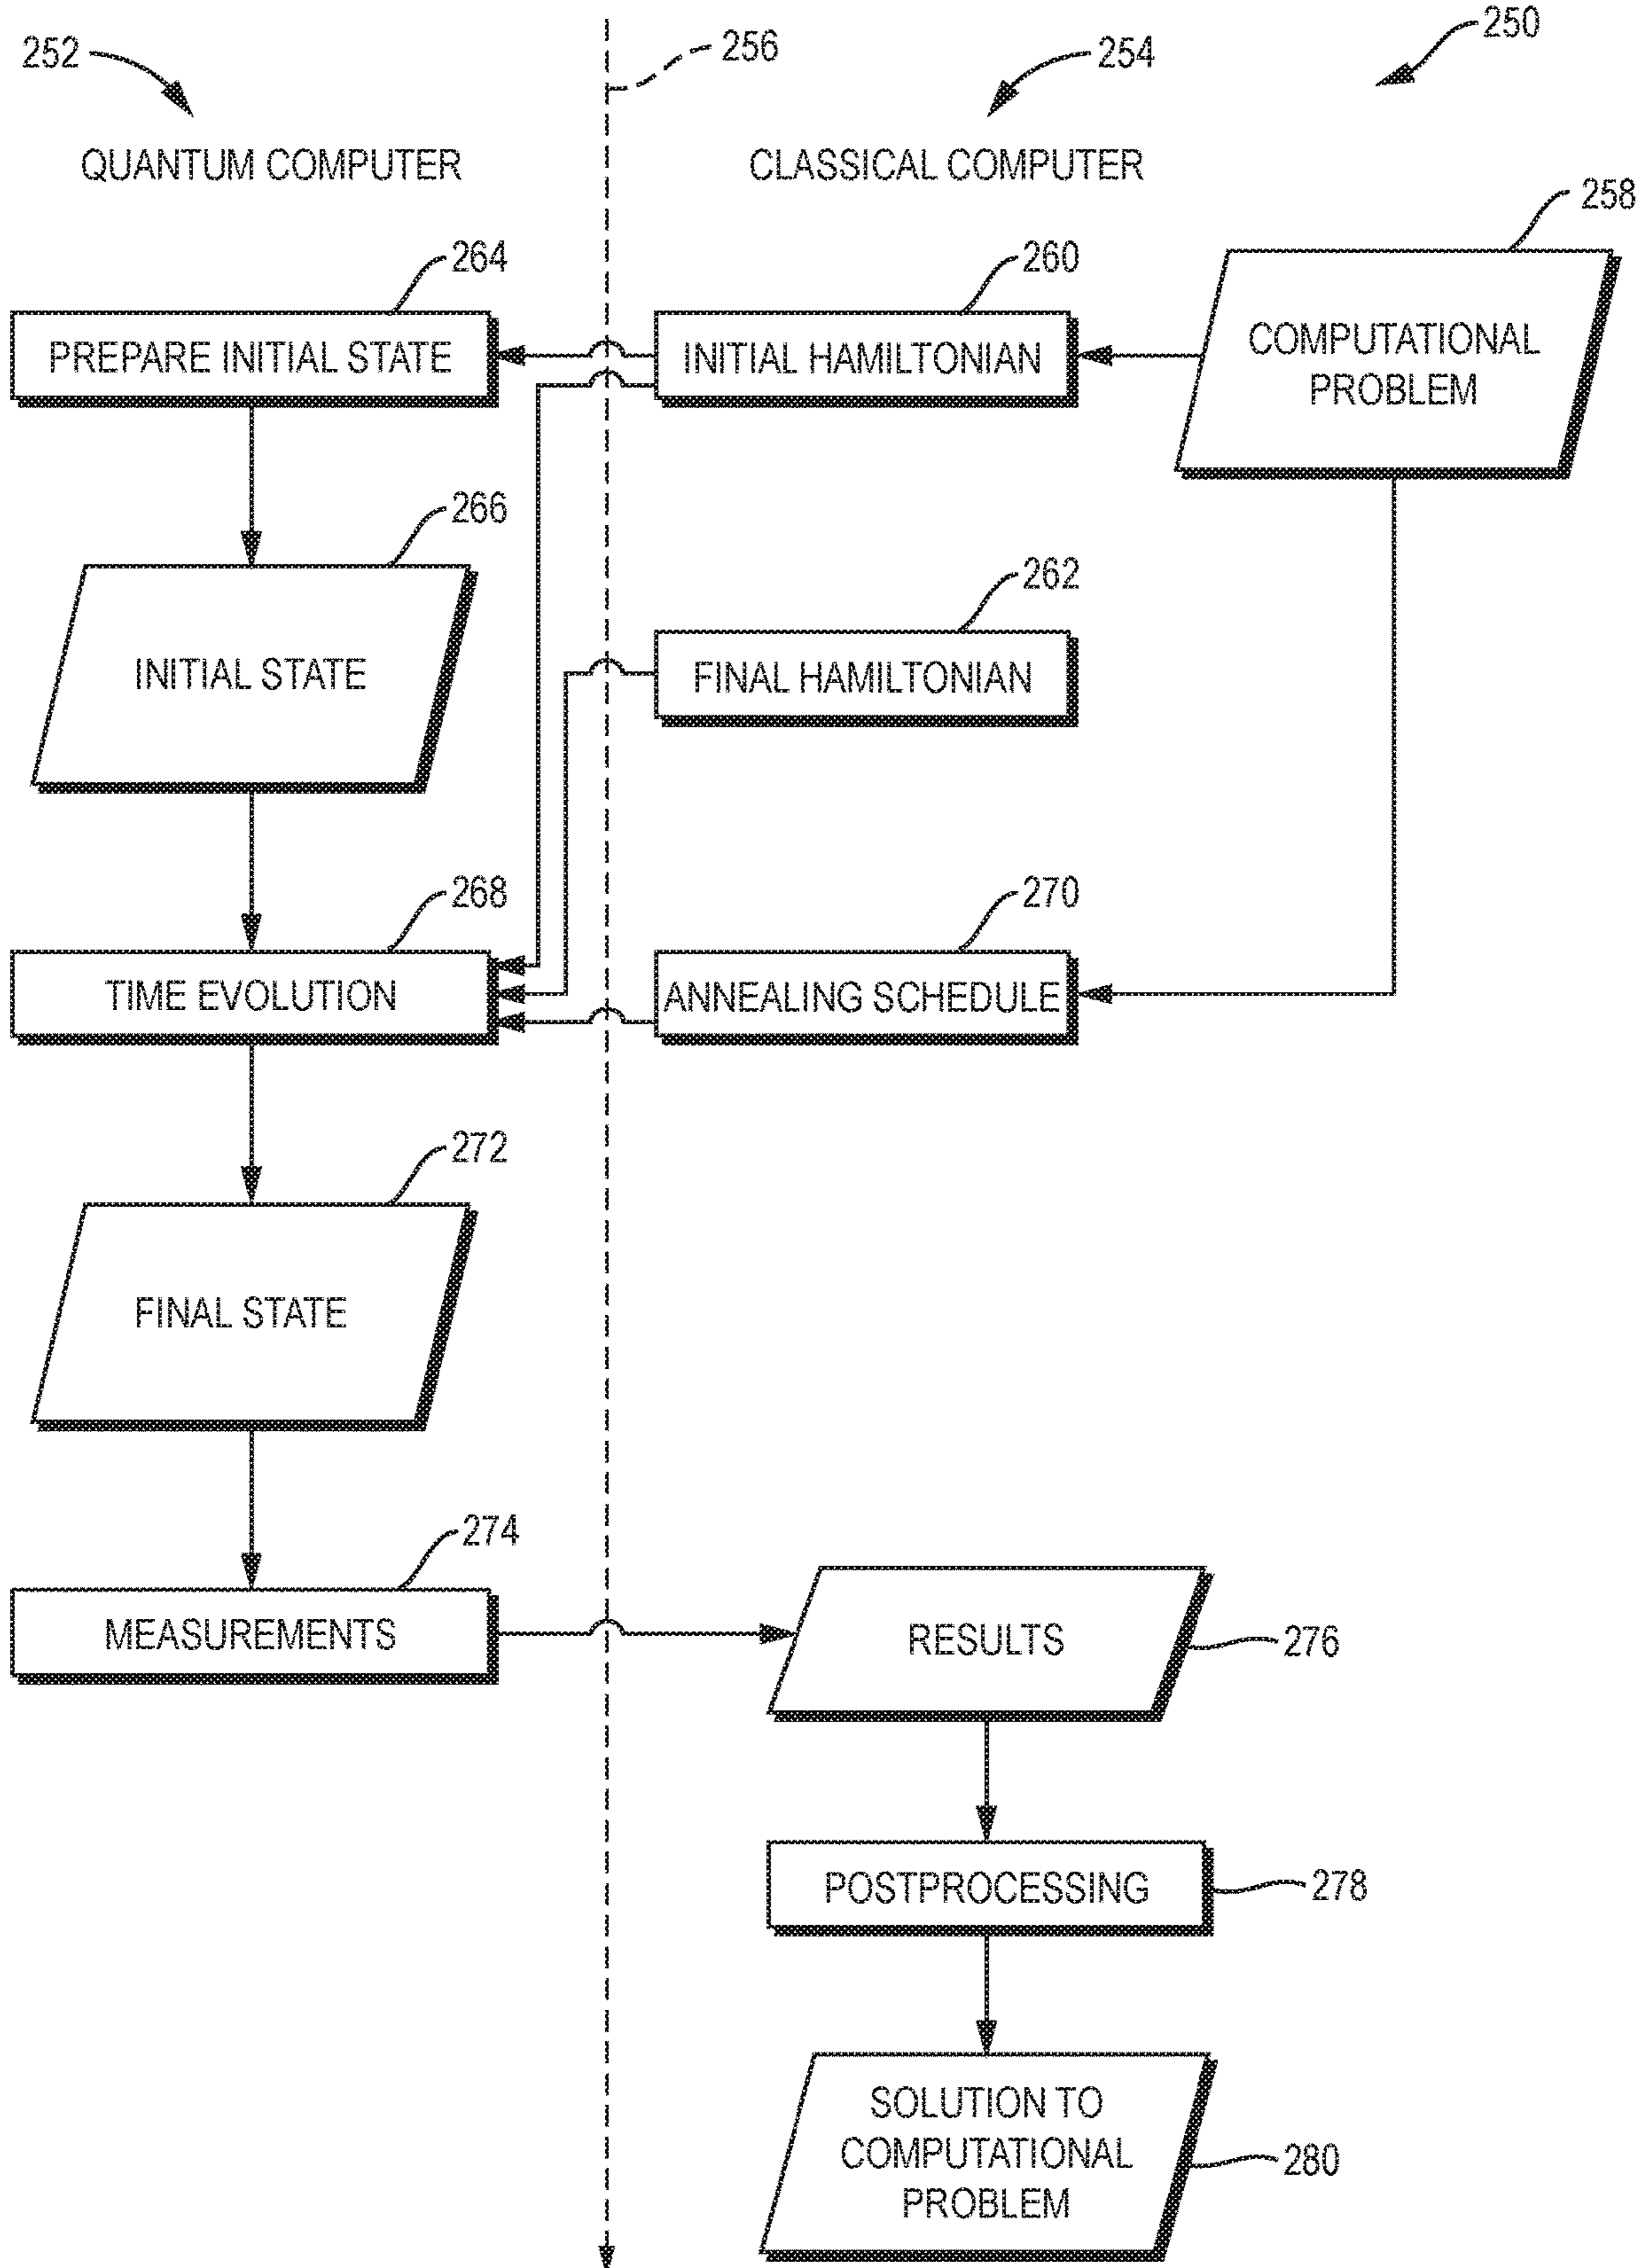 250
252
256
254
QUANTUM COMPUTER
CLASSICAL COMPUTER
258
264
260
PREPARE INITIAL STATE
INITIAL HAMILTONIAN
COMPUTATIONAL
PROBLEM
266
262
INITIAL STATE
FINAL HAMILTONIAN
268
270
TIME EVOLUTION
ANNEALING SCHEDULE
272
FINAL STATE
274
MEASUREMENTS
RESULTS
276
POSTPROCESSING
278
SOLUTION TO
COMPUTATIONAL
PROBLEM
280